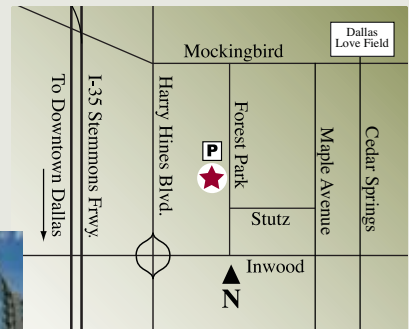 Dallas
Love Field
Mockingbird
To Downtown Dallas
I-35 Stemmons Frwy.
Harry Hines Blvd.
P
Forest Park
Maple Avenue
Cedar Springs
Stutz
Inwood
N